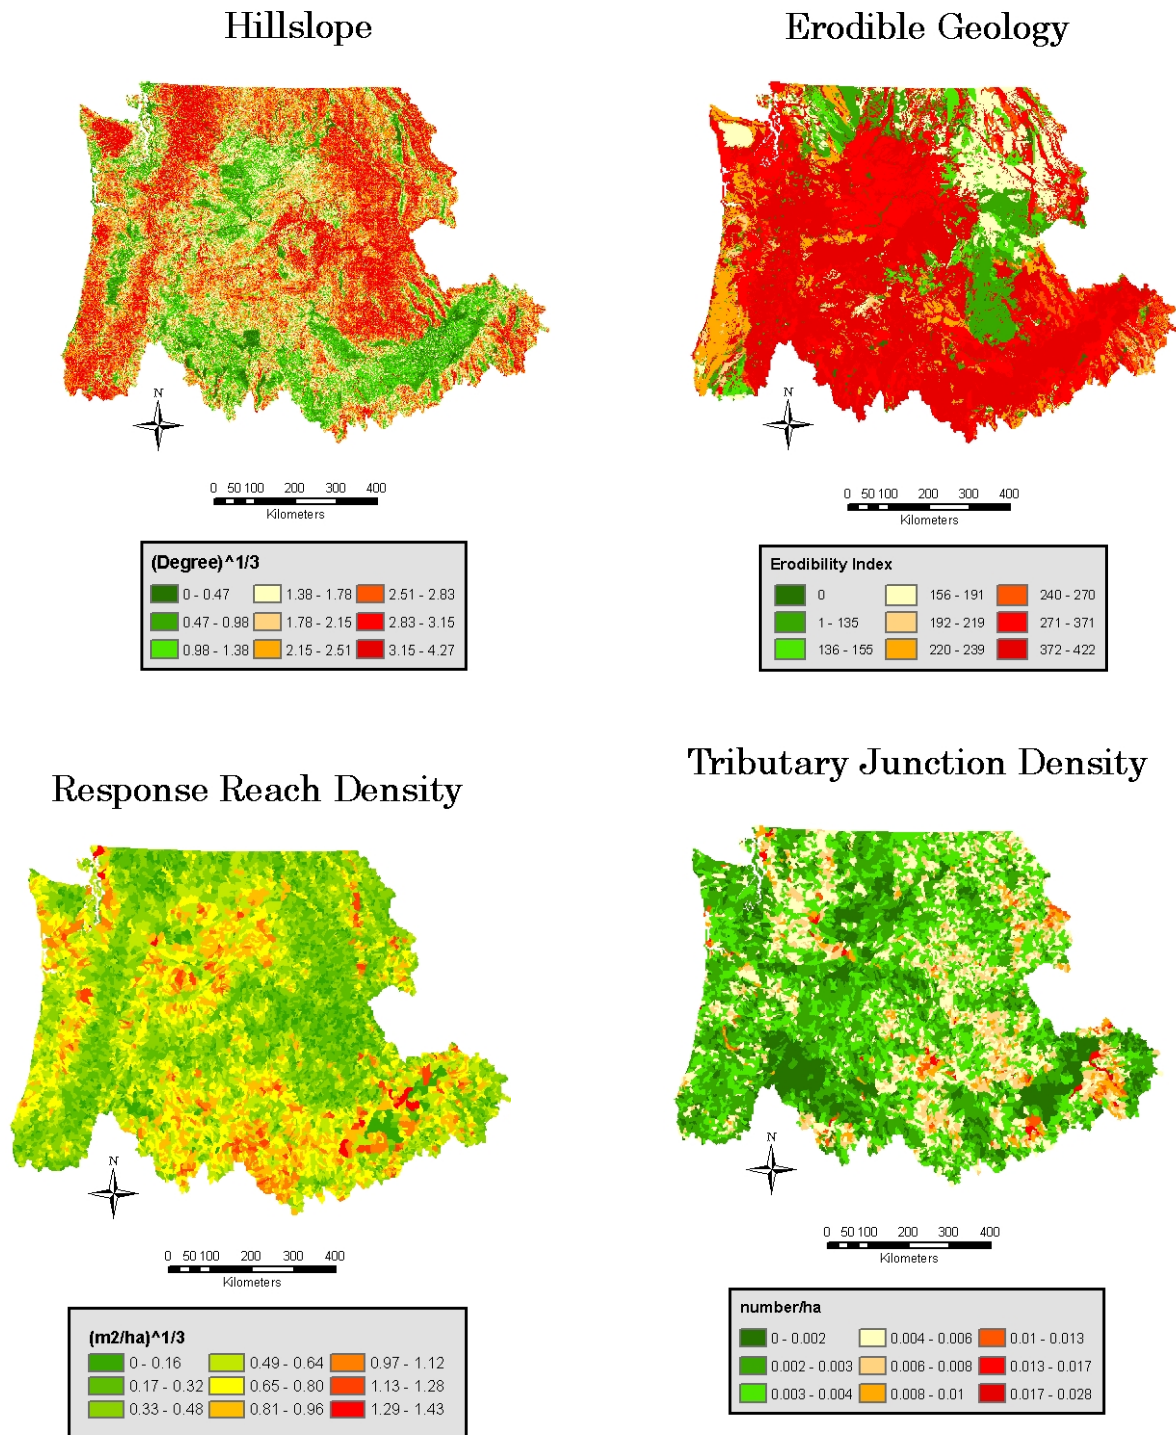 Hillslope
Erodible Geology
N
N
0 50 100 200 300 400
Kilometers
0 50 100 200 300 400
Kilometers
(Degree)^1/3
0 - 0.47 1.38 - 1.78 2.51 - 2.83
0.47 - 0.98 1.78 - 2.15 2.83 - 3.15
0.98 - 1.38 2.15 - 2.51 3.15 - 4.27
Erodibility Index
0 156 - 191 240 - 270
1 - 135 192 - 219 271 - 371
136 - 155 220 - 239 372 - 422
Response Reach Density
Tributary Junction Density
N
N
0 50 100 200 300 400
Kilometers
0 50 100 200 300 400
Kilometers
(m2/ha)^1/3
0 - 0.16 0.49 - 0.64 0.97 - 1.12
0.17 - 0.32 0.65 - 0.80 1.13 - 1.28
0.33 - 0.48 0.81 - 0.96 1.29 - 1.43
number/ha
0 - 0.002 0.004 - 0.006 0.01 - 0.013
0.002 - 0.003 0.006 - 0.008 0.013 - 0.017
0.003 - 0.004 0.008 - 0.01 0.017 - 0.028